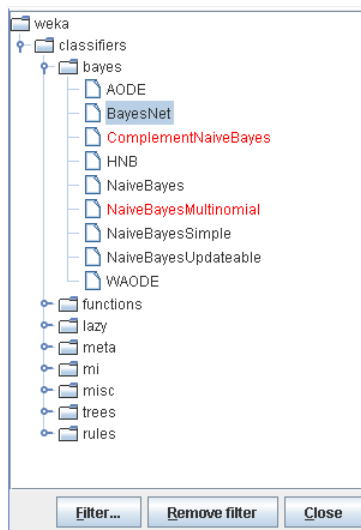 weka
classifiers
bayes
AODE
BayesNet
ComplementNaiveBayes
HNB
NaiveBayes
NaiveBayesMultinomial
NaiveBayesSimple
NaiveBayesUpdateable
WAODE
functions
lazy
meta
mi
misc
trees
rules
Filter... Remove filter Close